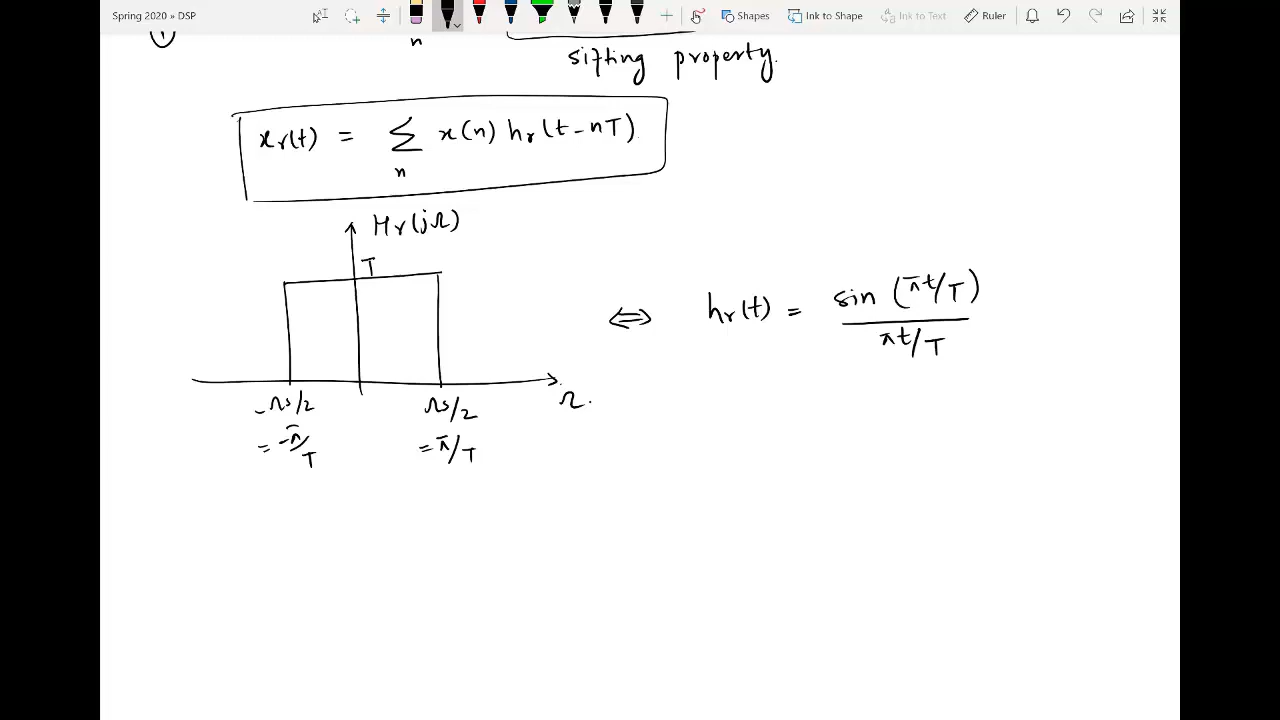 Spring 2020 » DSP
Shapes
Ink to Shape
Ink to Text
Ruler
1
n
sifting property.
xr(t) = ∑ x(n) hr(t-nT)
n
Hr(jΩ)
T
hr(t) = sin (πt/T)
πt/T
-Ωs/2
Ωs/2
Ω.
= -π/T
= π/T